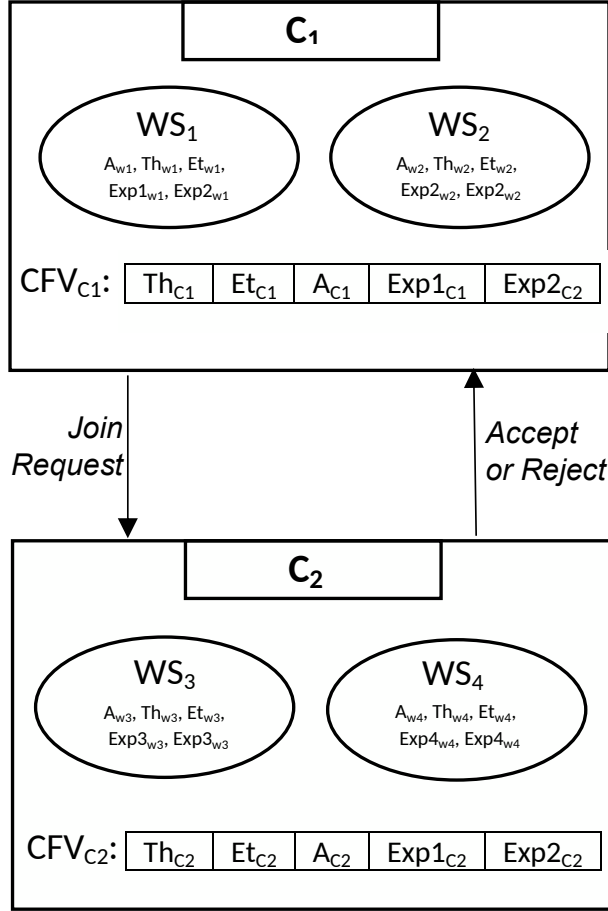 C₁
WS₁
A_w1, Th_w1, Et_w1,
Exp1_w1, Exp2_w1
WS₂
A_w2, Th_w2, Et_w2,
Exp2_w2, Exp2_w2
CFV_C1: Th_C1 Et_C1 A_C1 Exp1_C1 Exp2_C2
Join
Request
Accept
or Reject
C₂
WS₃
A_w3, Th_w3, Et_w3,
Exp3_w3, Exp3_w3
WS₄
A_w4, Th_w4, Et_w4,
Exp4_w4, Exp4_w4
CFV_C2: Th_C2 Et_C2 A_C2 Exp1_C2 Exp2_C2